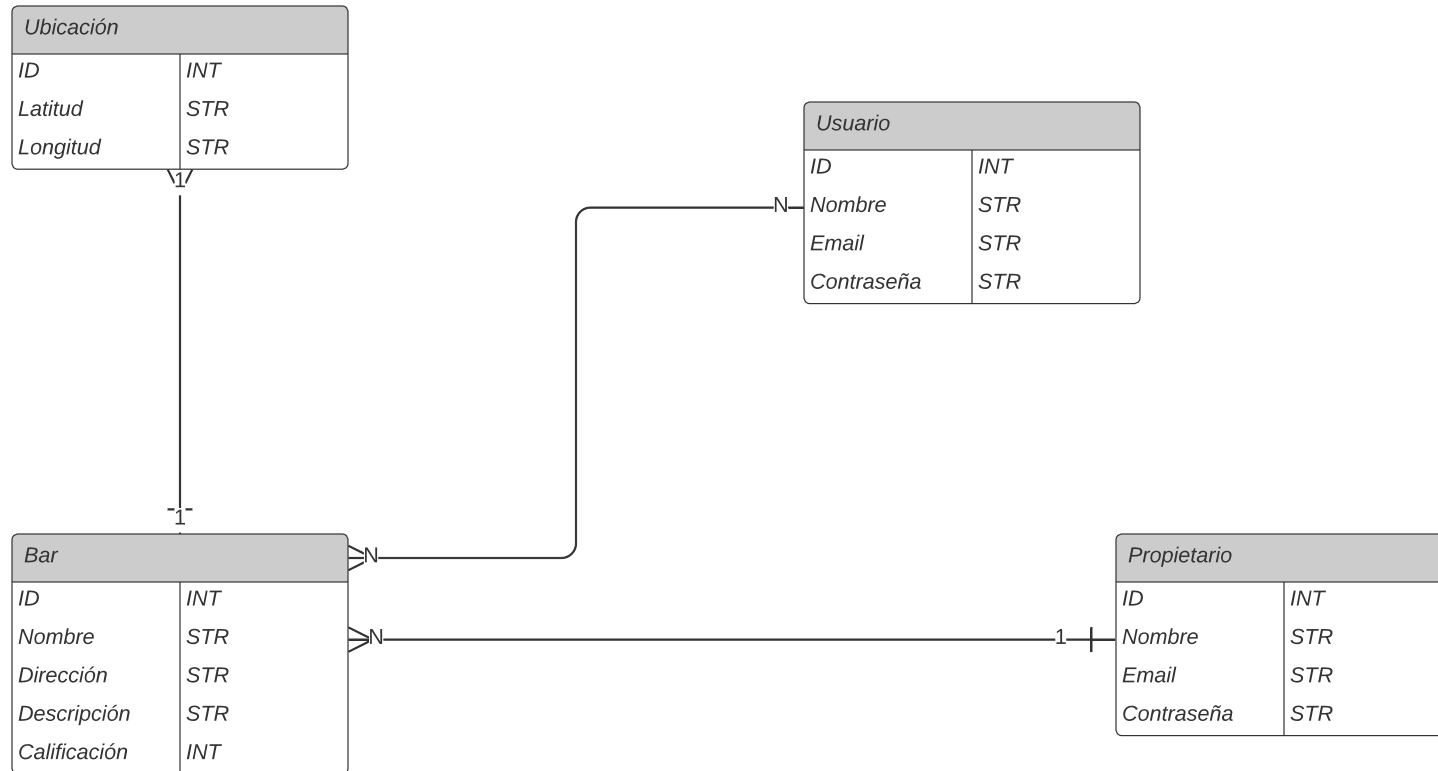 Ubicación
ID INT
Latitud STR
Longitud STR
1
1
Usuario
ID INT
N Nombre STR
Email STR
Contraseña STR
Bar N
ID INT
Nombre STR N
Dirección STR
Descripción STR
Calificación INT
Propietario
ID INT
1 Nombre STR
Email STR
Contraseña STR